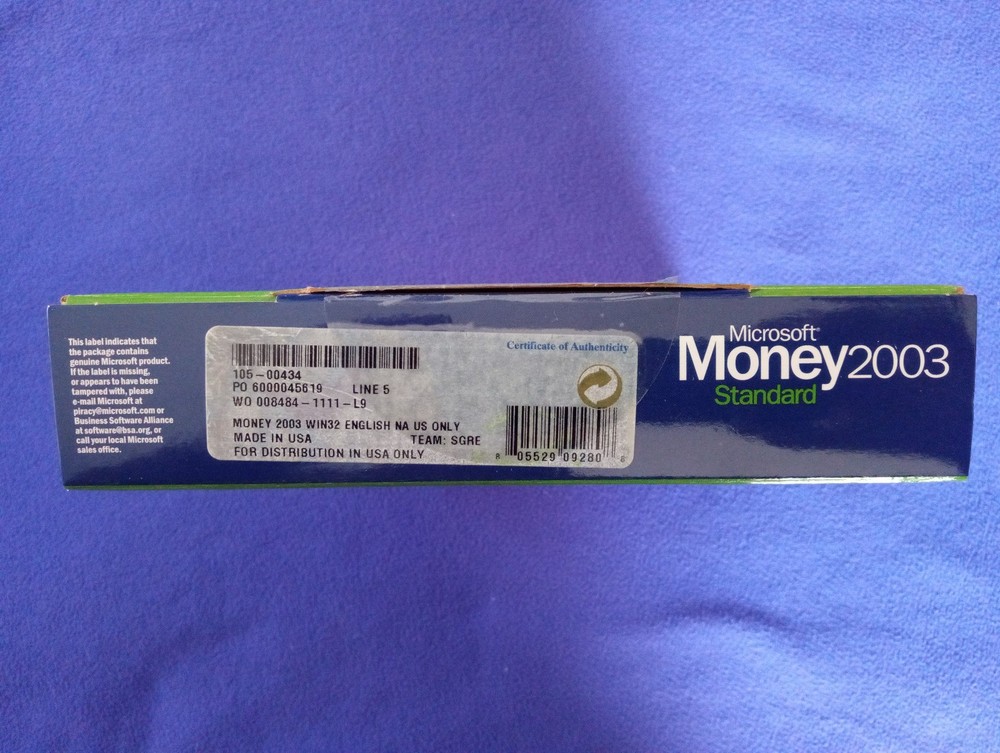 This label indicates that
the package contains
genuine Microsoft product.
If the label is missing,
or appears to have been
tampered with, please
e-mail Microsoft at
piracy@microsoft.com or
Business Software Alliance
at software@bsa.org, or
call your local Microsoft
sales office.
105-00434
PO 6000045619 LINE 5
WO 008484-1111-L9
MONEY 2003 WIN32 ENGLISH NA US ONLY
MADE IN USA TEAM: SGRE
FOR DISTRIBUTION IN USA ONLY
Certificate of Authenticity
8 05529 09280 8
Microsoft®
Money2003
Standard